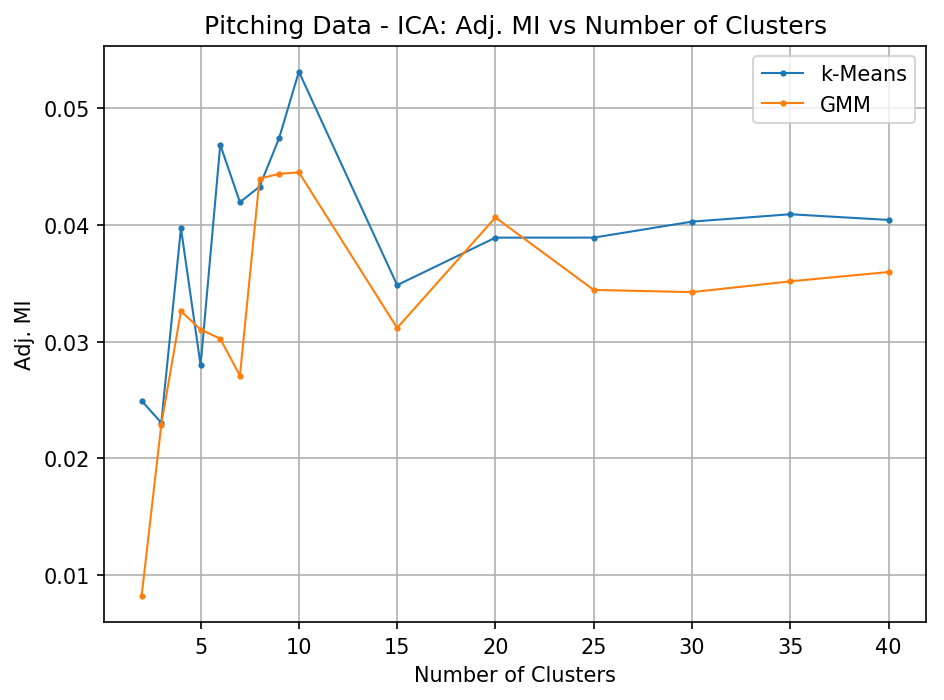 Pitching Data - ICA: Adj. MI vs Number of Clusters
k-Means
GMM
Adj. MI
0.05
0.04
0.03
0.02
0.01
5 10 15 20 25 30 35 40
Number of Clusters